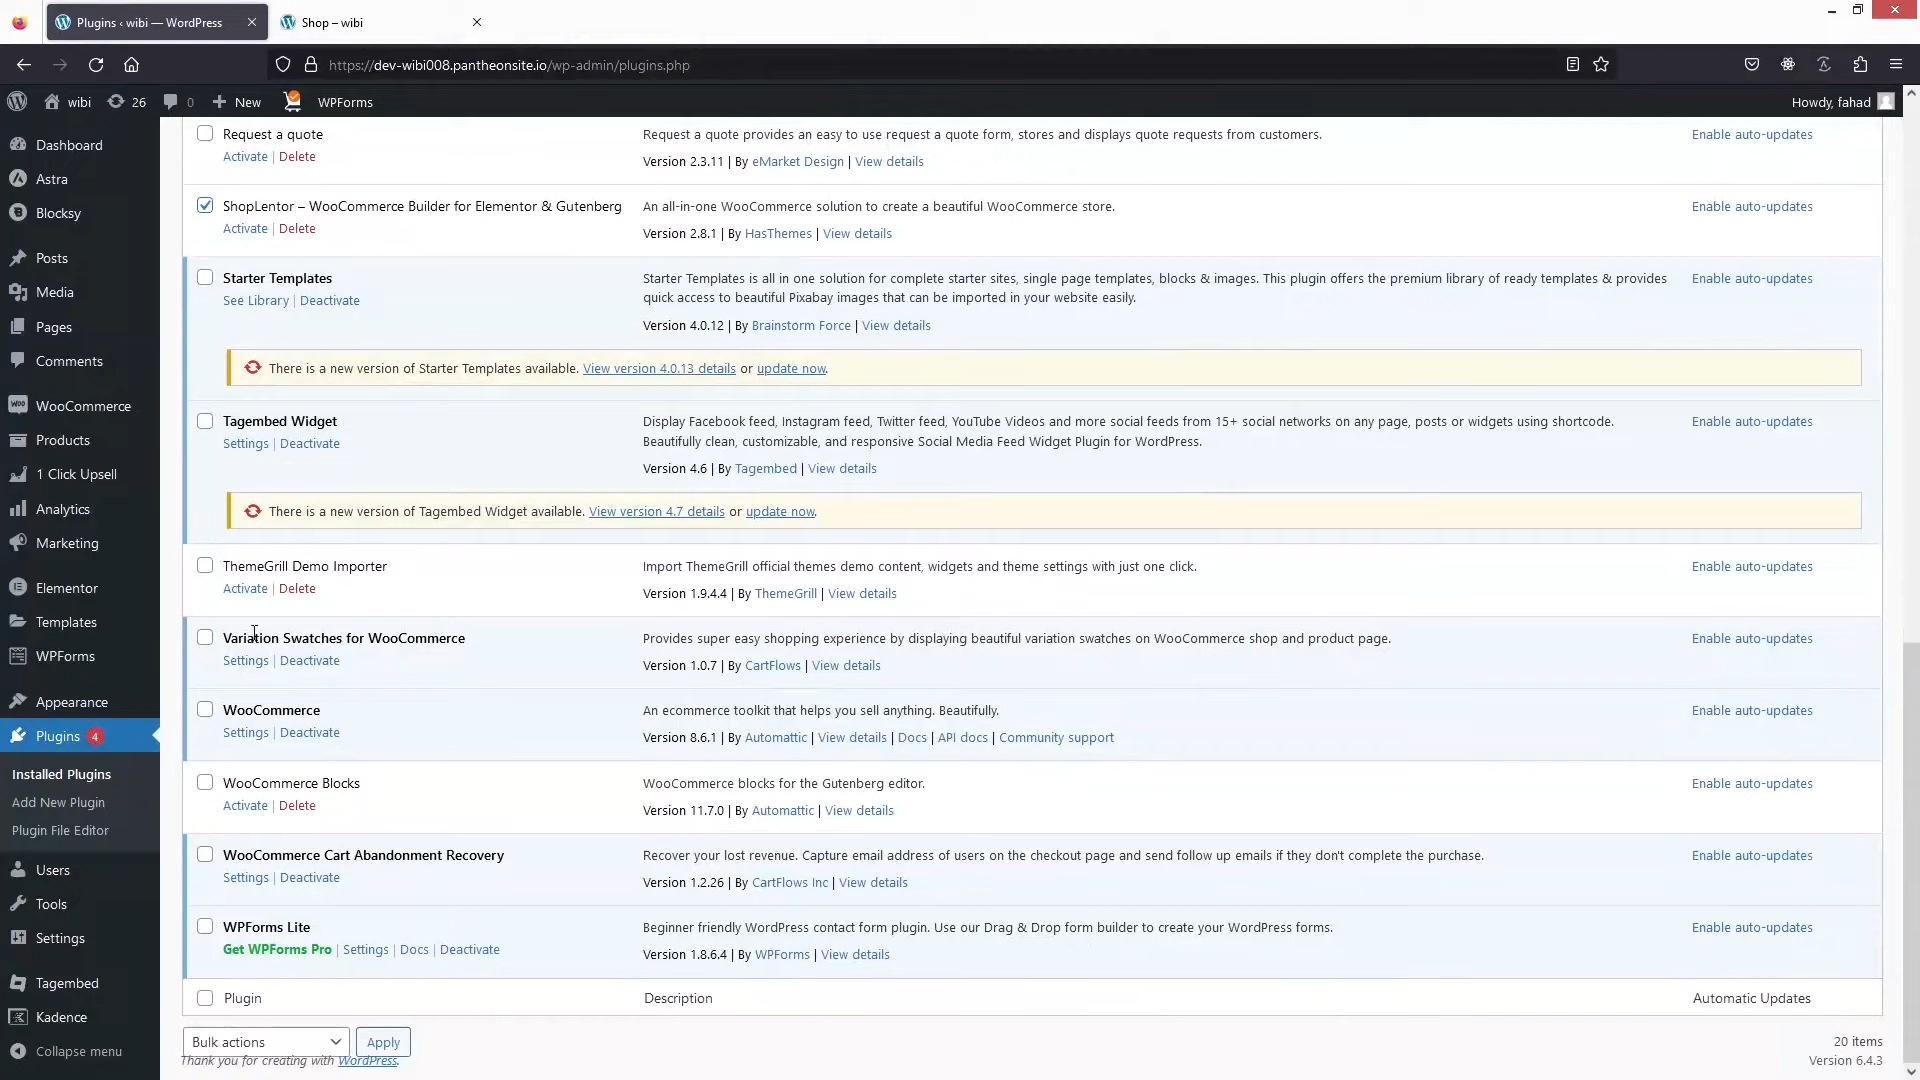 Plugins ‹ wibi — WordPress
Shop – wibi
https://dev-wibi008.pantheonsite.io/wp-admin/plugins.php
wibi 26 0 New WPForms Howdy, fahad
Dashboard
Astra
Blocksy
Posts
Media
Pages
Comments
Woo WooCommerce
Products
1 Click Upsell
Analytics
Marketing
Elementor
Templates
WPForms
Appearance
Plugins 4
Installed Plugins
Add New Plugin
Plugin File Editor
Users
Tools
Settings
Tagembed
Kadence
Collapse menu
Request a quote
Activate | Delete
Request a quote provides an easy to use request a quote form, stores and displays quote requests from customers.
Version 2.3.11 | By eMarket Design | View details
Enable auto-updates
ShopLentor – WooCommerce Builder for Elementor & Gutenberg
Activate | Delete
An all-in-one WooCommerce solution to create a beautiful WooCommerce store.
Version 2.8.1 | By HasThemes | View details
Enable auto-updates
Starter Templates
See Library | Deactivate
Starter Templates is all in one solution for complete starter sites, single page templates, blocks & images. This plugin offers the premium library of ready templates & provides
quick access to beautiful Pixabay images that can be imported in your website easily.
Version 4.0.12 | By Brainstorm Force | View details
Enable auto-updates
There is a new version of Starter Templates available. View version 4.0.13 details or update now.
Tagembed Widget
Settings | Deactivate
Display Facebook feed, Instagram feed, Twitter feed, YouTube Videos and more social feeds from 15+ social networks on any page, posts or widgets using shortcode.
Beautifully clean, customizable, and responsive Social Media Feed Widget Plugin for WordPress.
Version 4.6 | By Tagembed | View details
Enable auto-updates
There is a new version of Tagembed Widget available. View version 4.7 details or update now.
ThemeGrill Demo Importer
Activate | Delete
Import ThemeGrill official themes demo content, widgets and theme settings with just one click.
Version 1.9.4.4 | By ThemeGrill | View details
Enable auto-updates
Variation Swatches for WooCommerce
Settings | Deactivate
Provides super easy shopping experience by displaying beautiful variation swatches on WooCommerce shop and product page.
Version 1.0.7 | By CartFlows | View details
Enable auto-updates
WooCommerce
Settings | Deactivate
An ecommerce toolkit that helps you sell anything. Beautifully.
Version 8.6.1 | By Automattic | View details | Docs | API docs | Community support
Enable auto-updates
WooCommerce Blocks
Activate | Delete
WooCommerce blocks for the Gutenberg editor.
Version 11.7.0 | By Automattic | View details
Enable auto-updates
WooCommerce Cart Abandonment Recovery
Settings | Deactivate
Recover your lost revenue. Capture email address of users on the checkout page and send follow up emails if they don't complete the purchase.
Version 1.2.26 | By CartFlows Inc | View details
Enable auto-updates
WPForms Lite
Get WPForms Pro | Settings | Docs | Deactivate
Beginner friendly WordPress contact form plugin. Use our Drag & Drop form builder to create your WordPress forms.
Version 1.8.6.4 | By WPForms | View details
Enable auto-updates
Plugin Description Automatic Updates
Bulk actions Apply 20 items
Thank you for creating with WordPress. Version 6.4.3